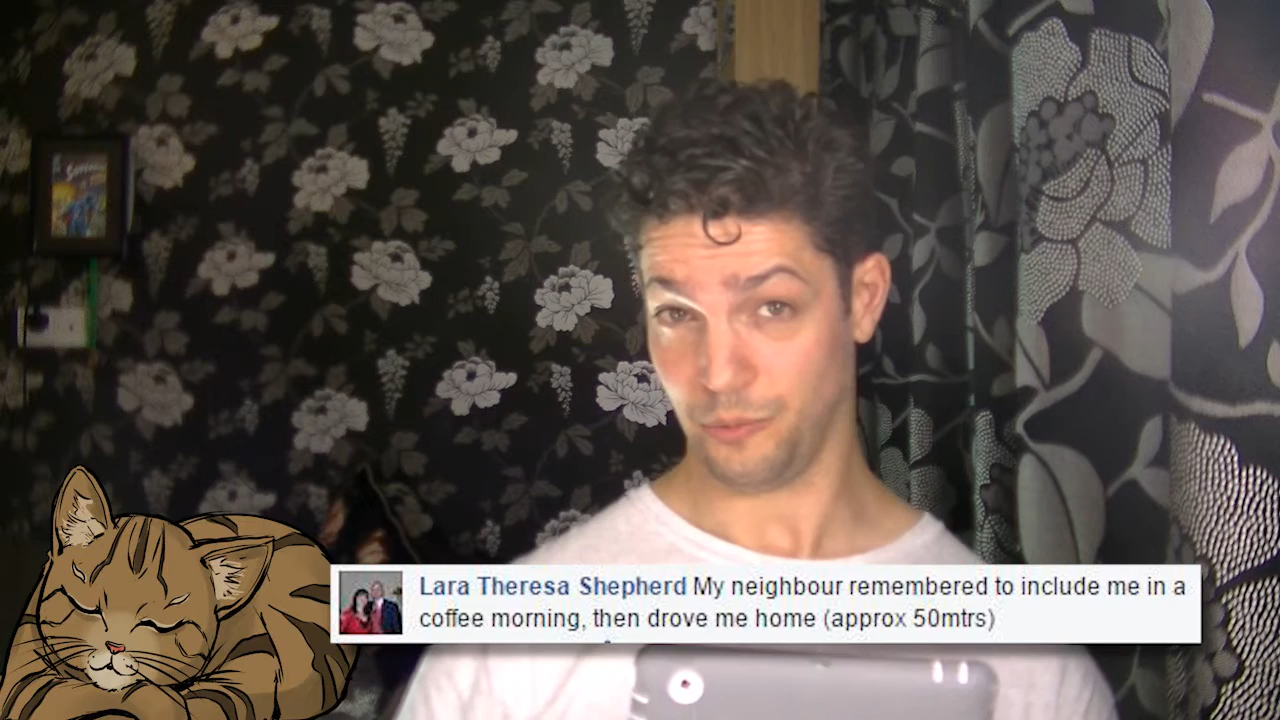 Lara Theresa Shepherd My neighbour remembered to include me in a
coffee morning, then drove me home (approx 50mtrs)